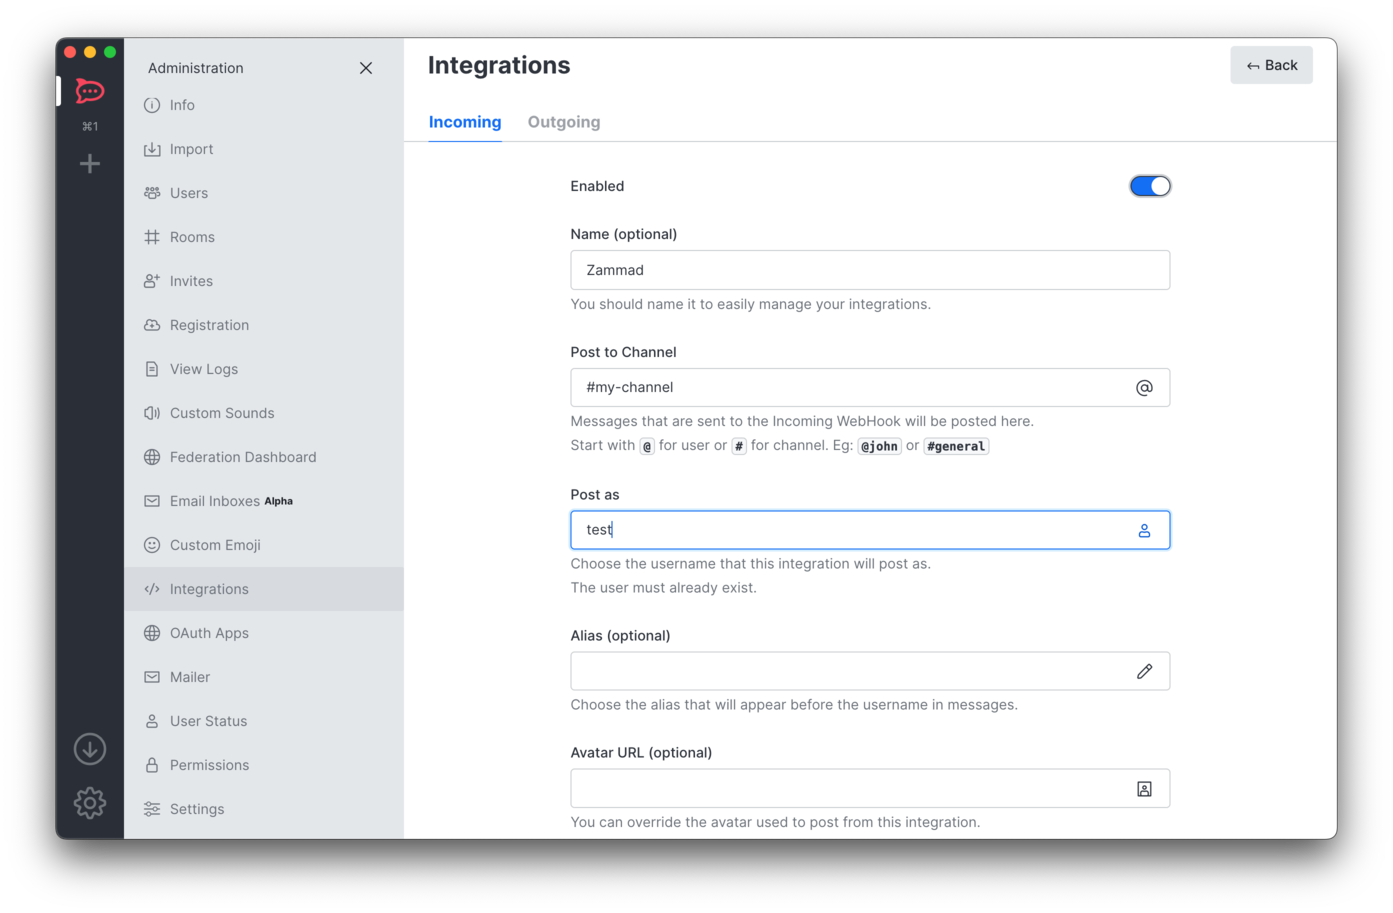 Administration
⌘1
Info
Import
Users
Rooms
Invites
Registration
View Logs
Custom Sounds
Federation Dashboard
Email Inboxes Alpha
Custom Emoji
Integrations
OAuth Apps
Mailer
User Status
Permissions
Settings
Integrations
Back
Incoming Outgoing
Enabled
Name (optional)
Zammad
You should name it to easily manage your integrations.
Post to Channel
#my-channel
Messages that are sent to the Incoming WebHook will be posted here.
Start with @ for user or # for channel. Eg: @john or #general
Post as
test
Choose the username that this integration will post as.
The user must already exist.
Alias (optional)
Choose the alias that will appear before the username in messages.
Avatar URL (optional)
You can override the avatar used to post from this integration.